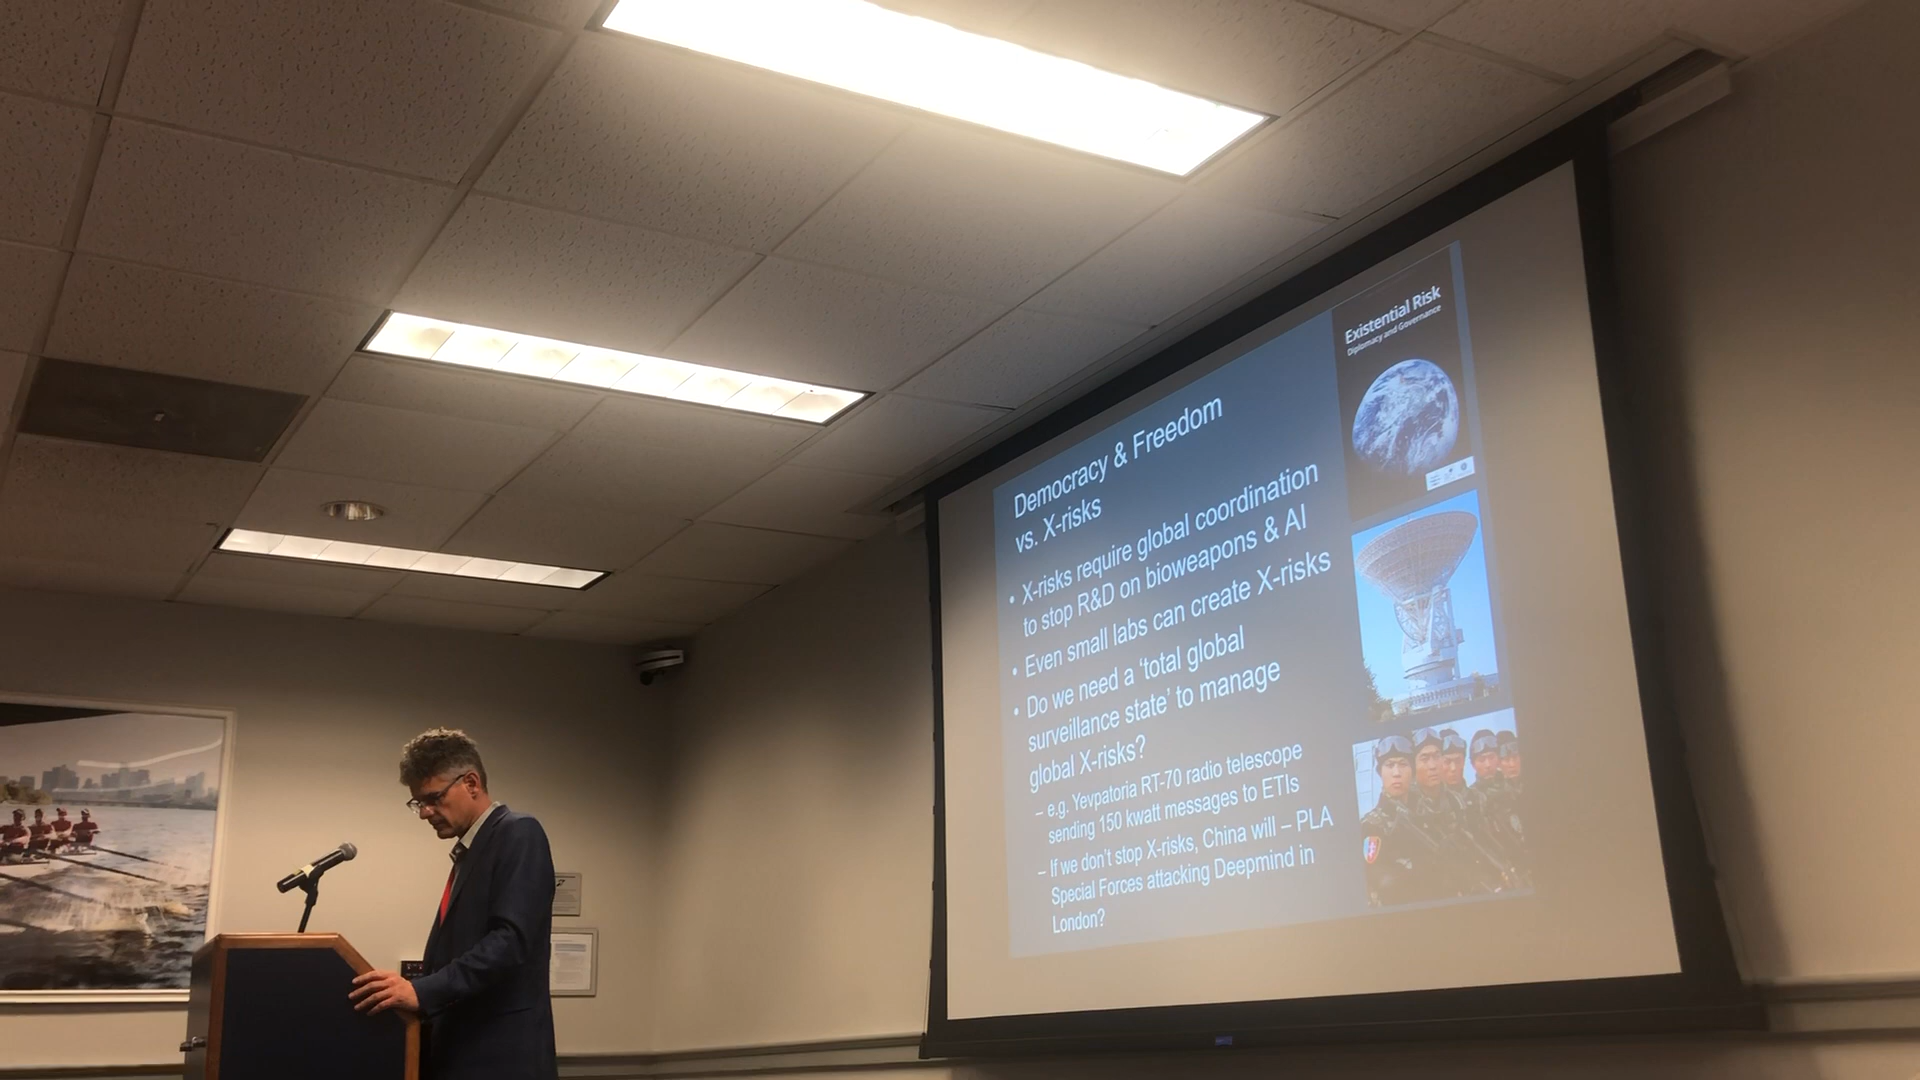 Democracy & Freedom
vs. X-risks
• X-risks require global coordination
to stop R&D on bioweapons & AI
• Even small labs can create X-risks
• Do we need a ‘total global
surveillance state’ to manage
global X-risks?
– e.g. Yevpatoria RT-70 radio telescope
sending 150 kwatt messages to ETIs
– If we don’t stop X-risks, China will – PLA
Special Forces attacking Deepmind in
London?
Existential Risk
Diplomacy and Governance